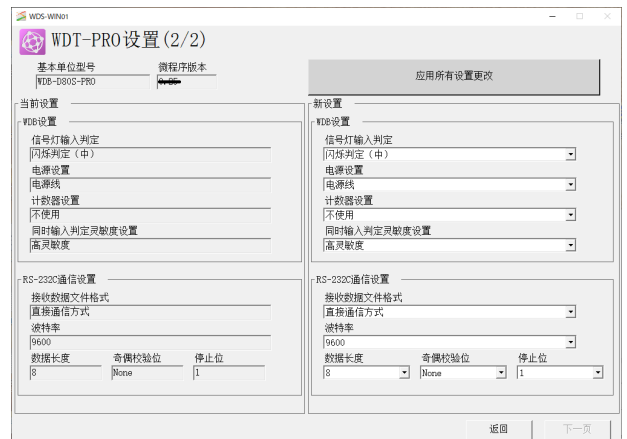 WDS-WIN01
WDT-PRO设置(2/2)
基本单位型号
微程序版本
WDB-D80S-PRO
应用所有设置更改
当前设置
WDB设置
信号灯输入判定
闪烁判定（中）
电源设置
电源线
计数器设置
不使用
同时输入判定灵敏度设置
高灵敏度
RS-232C通信设置
接收数据文件格式
直接通信方式
波特率
9600
数据长度 奇偶校验位 停止位
8 None 1
新设置
WDB设置
信号灯输入判定
闪烁判定（中）
电源设置
电源线
计数器设置
不使用
同时输入判定灵敏度设置
高灵敏度
RS-232C通信设置
接收数据文件格式
直接通信方式
波特率
9600
数据长度 奇偶校验位 停止位
8 None 1
返回 下一页